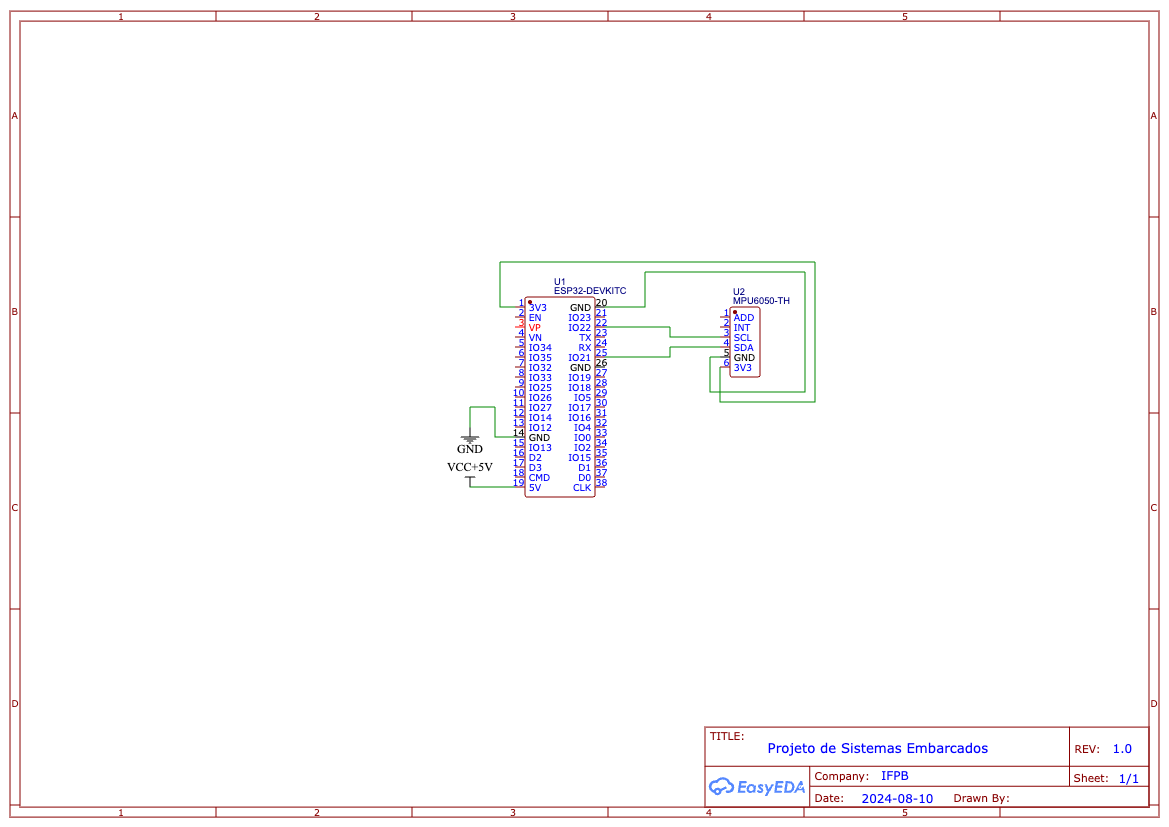 1 2 3 4 5
A A
B B
C C
D D
U1
ESP32-DEVKITC
U2
MPU6050-TH
1 3V3 GND 20
2 EN IO23 21
3 VP IO22 22
4 VN TX 23
5 IO34 RX 24
6 IO35 IO21 25
7 IO32 GND 26
8 IO33 IO19 27
9 IO25 IO18 28
10 IO26 IO5 29
11 IO27 IO17 30
12 IO14 IO16 31
13 IO12 IO4 32
14 GND IO0 33
15 IO13 IO2 34
16 D2 IO15 35
17 D3 D1 36
18 CMD D0 37
19 5V CLK 38
1 ADD
2 INT
3 SCL
4 SDA
5 GND
6 3V3
GND
VCC+5V
TITLE:
Projeto de Sistemas Embarcados
REV: 1.0
EasyEDA
Company: IFPB
Sheet: 1/1
Date: 2024-08-10 Drawn By:
1 2 3 4 5